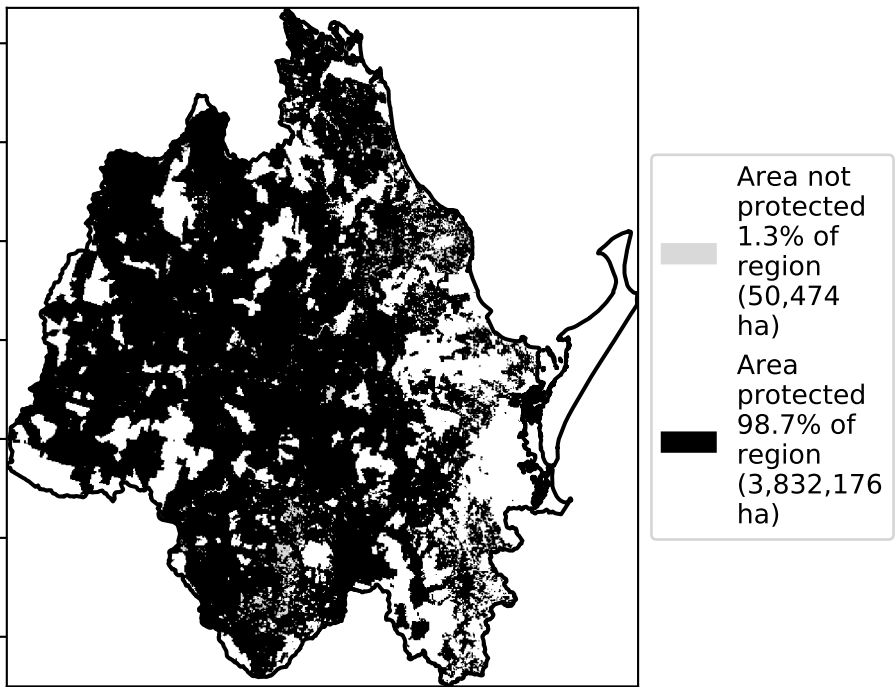 Area not
protected
1.3% of
region
(50,474
ha)
Area
protected
98.7% of
region
(3,832,176
ha)